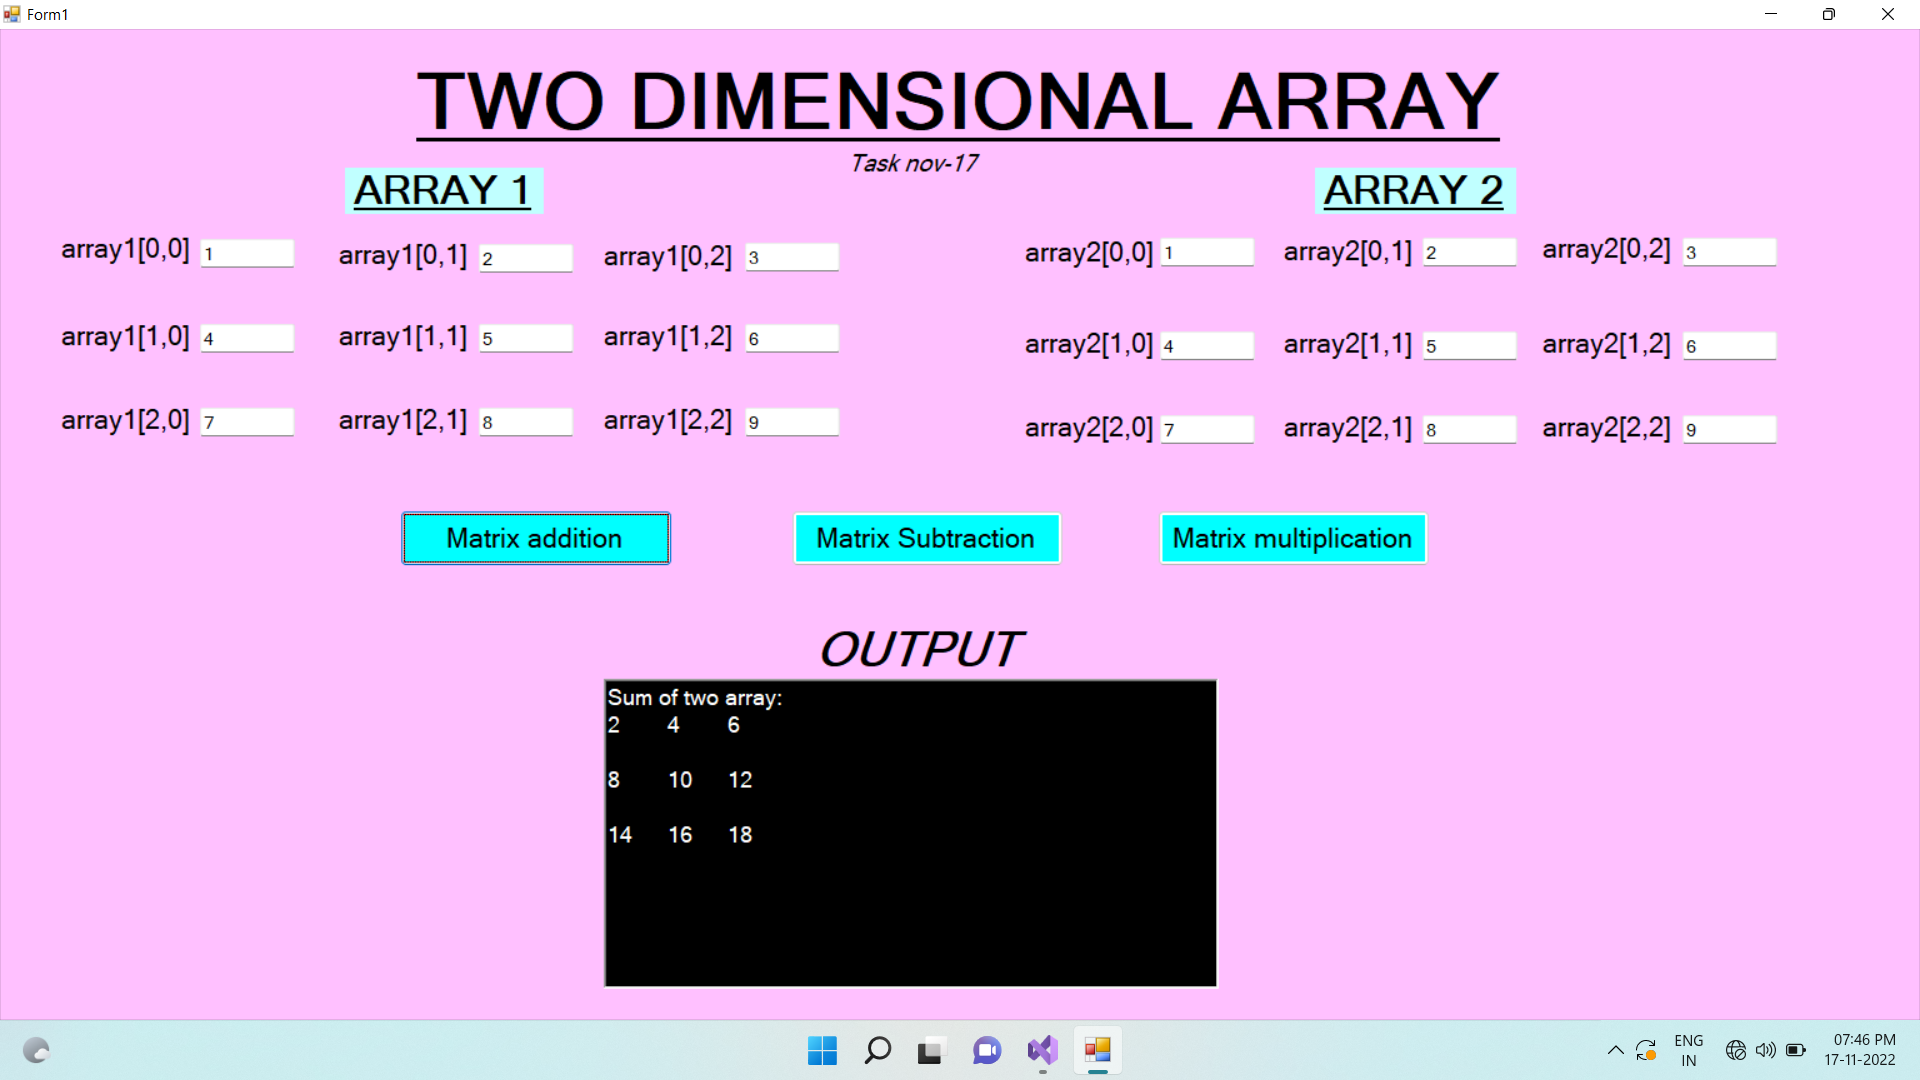 Form1
TWO DIMENSIONAL ARRAY
Task nov-17
ARRAY 1
ARRAY 2
array1[0,0] 1 array1[0,1] 2 array1[0,2] 3
array2[0,0] 1 array2[0,1] 2 array2[0,2] 3
array1[1,0] 4 array1[1,1] 5 array1[1,2] 6
array2[1,0] 4 array2[1,1] 5 array2[1,2] 6
array1[2,0] 7 array1[2,1] 8 array1[2,2] 9
array2[2,0] 7 array2[2,1] 8 array2[2,2] 9
Matrix addition
Matrix Subtraction
Matrix multiplication
OUTPUT
Sum of two array:
2 4 6
8 10 12
14 16 18
ENG
IN
07:46 PM
17-11-2022